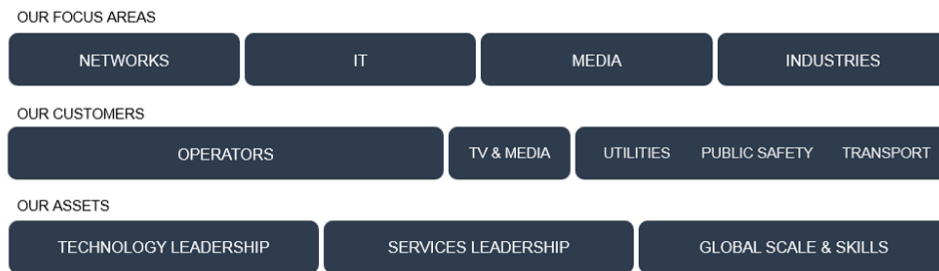 OUR FOCUS AREAS
NETWORKS IT MEDIA INDUSTRIES
OUR CUSTOMERS
OPERATORS TV & MEDIA UTILITIES PUBLIC SAFETY TRANSPORT
OUR ASSETS
TECHNOLOGY LEADERSHIP SERVICES LEADERSHIP GLOBAL SCALE & SKILLS